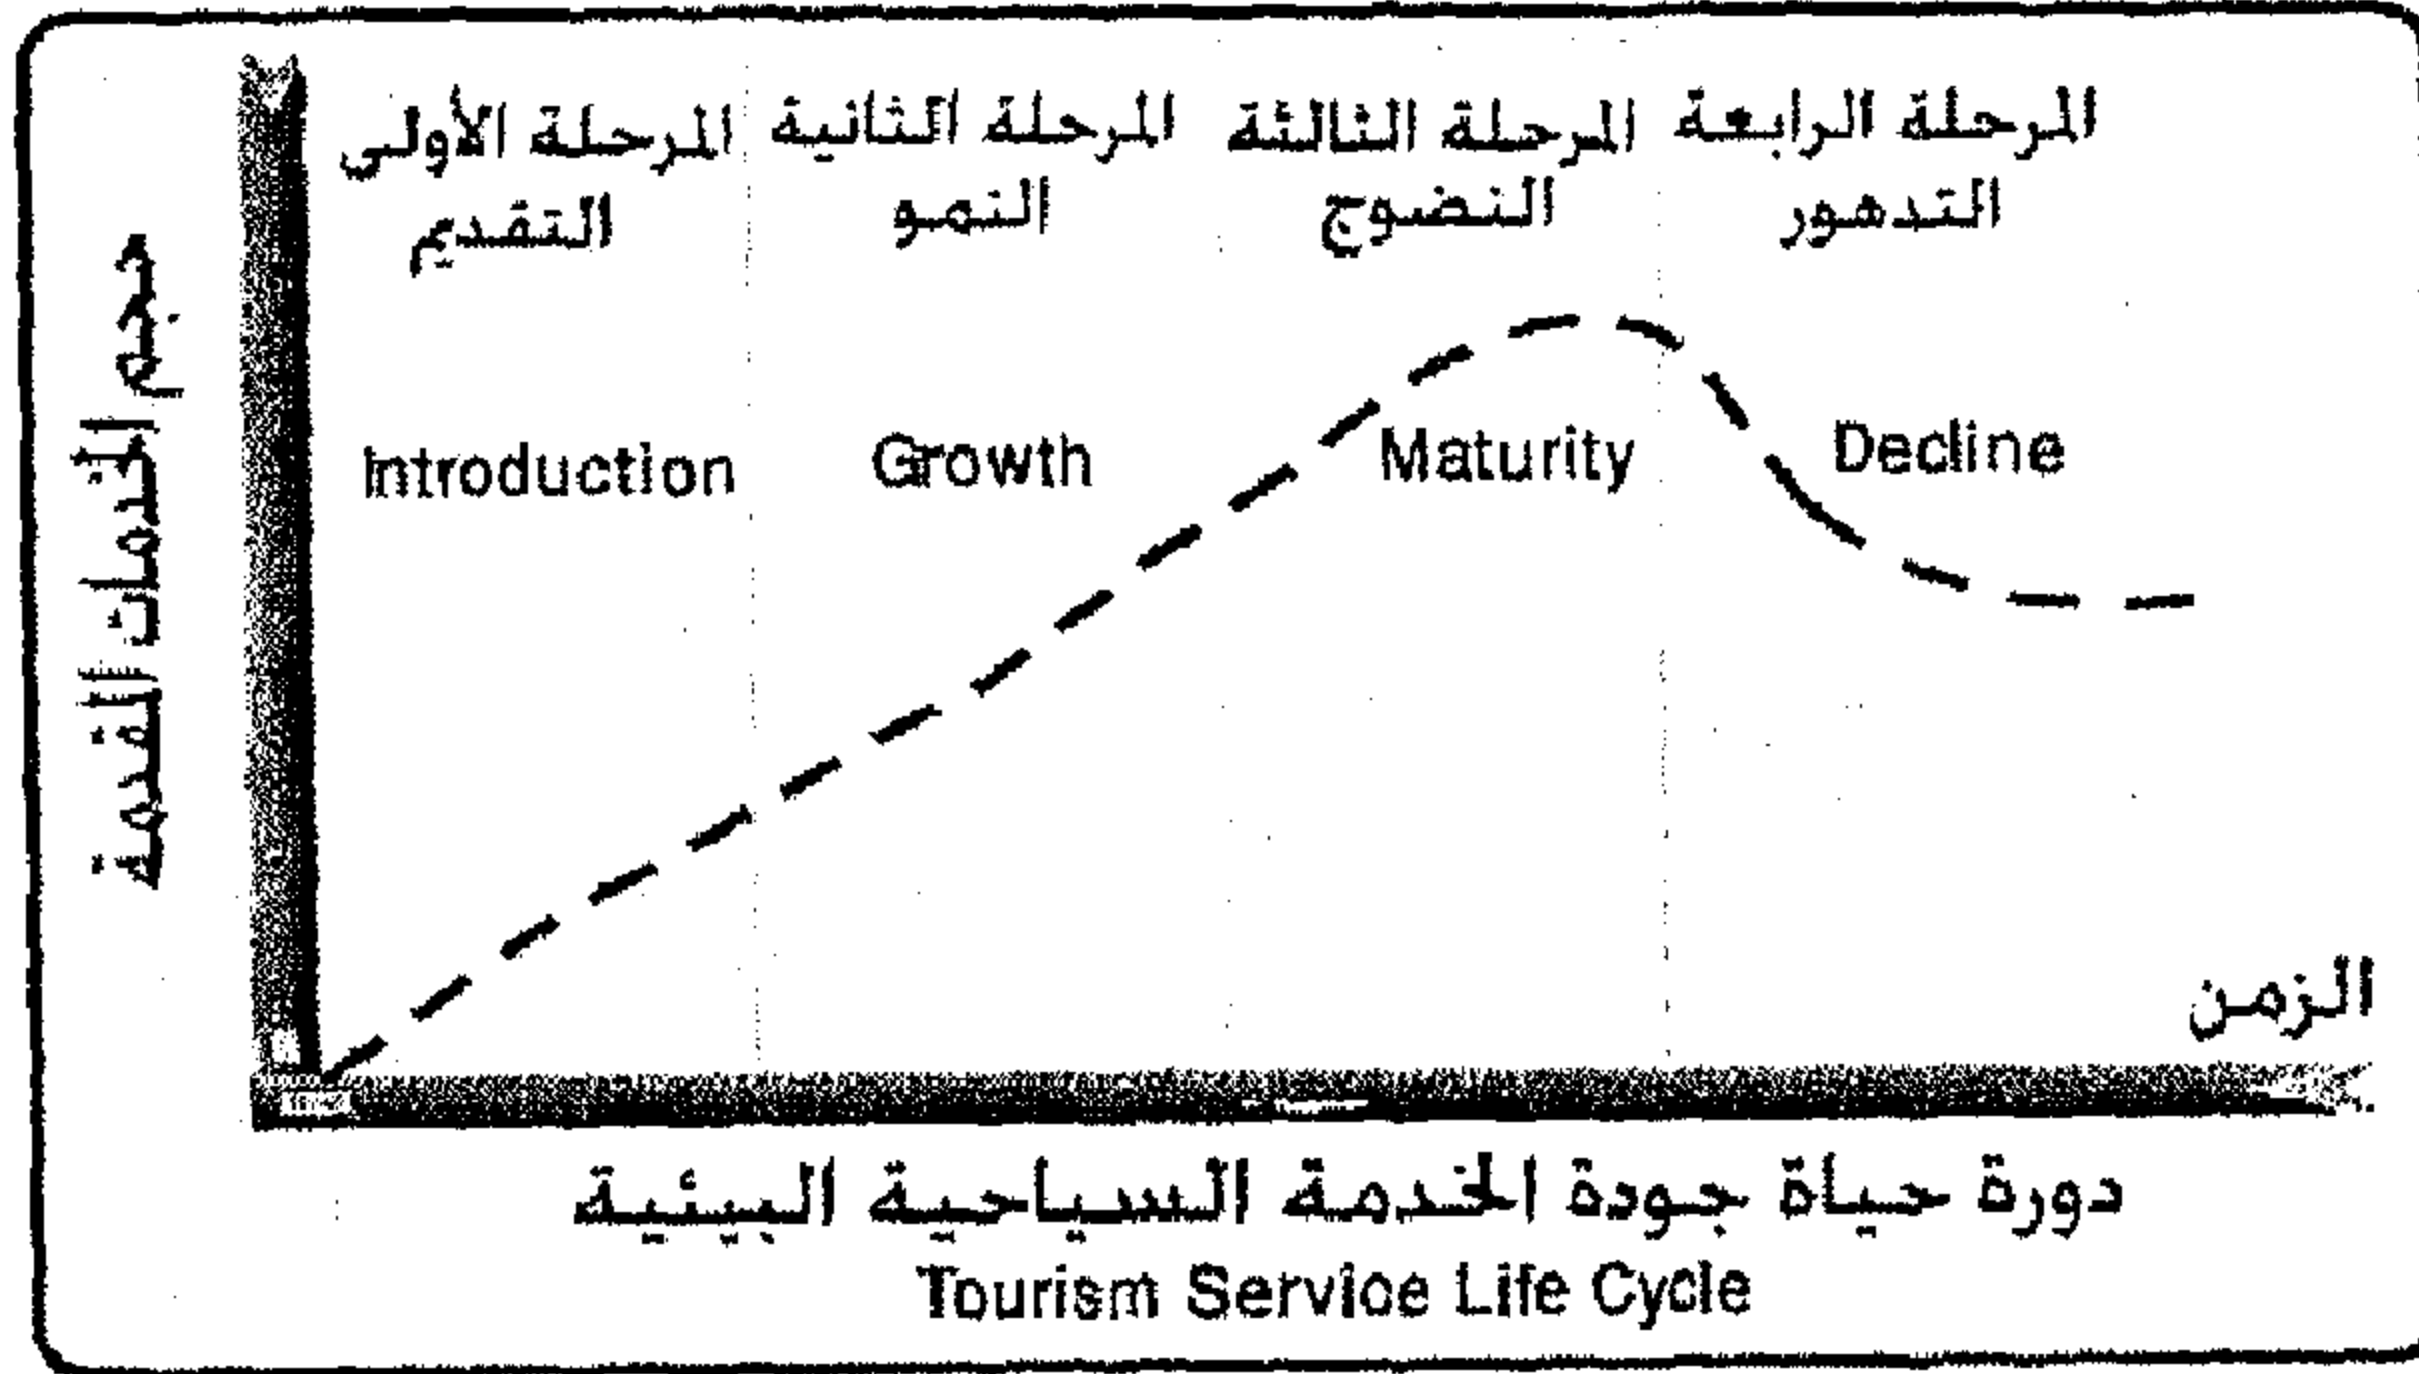 المرحلة الأولى
التقديم
المرحلة الثانية
النمو
المرحلة الثالثة
النضوج
المرحلة الرابعة
التدهور
Introduction
Growth
Maturity
Decline
حجم الخدمات المقدمة
الزمن
دورة حياة جودة الخدمة السياحية البيئية
Tourism Service Life Cycle